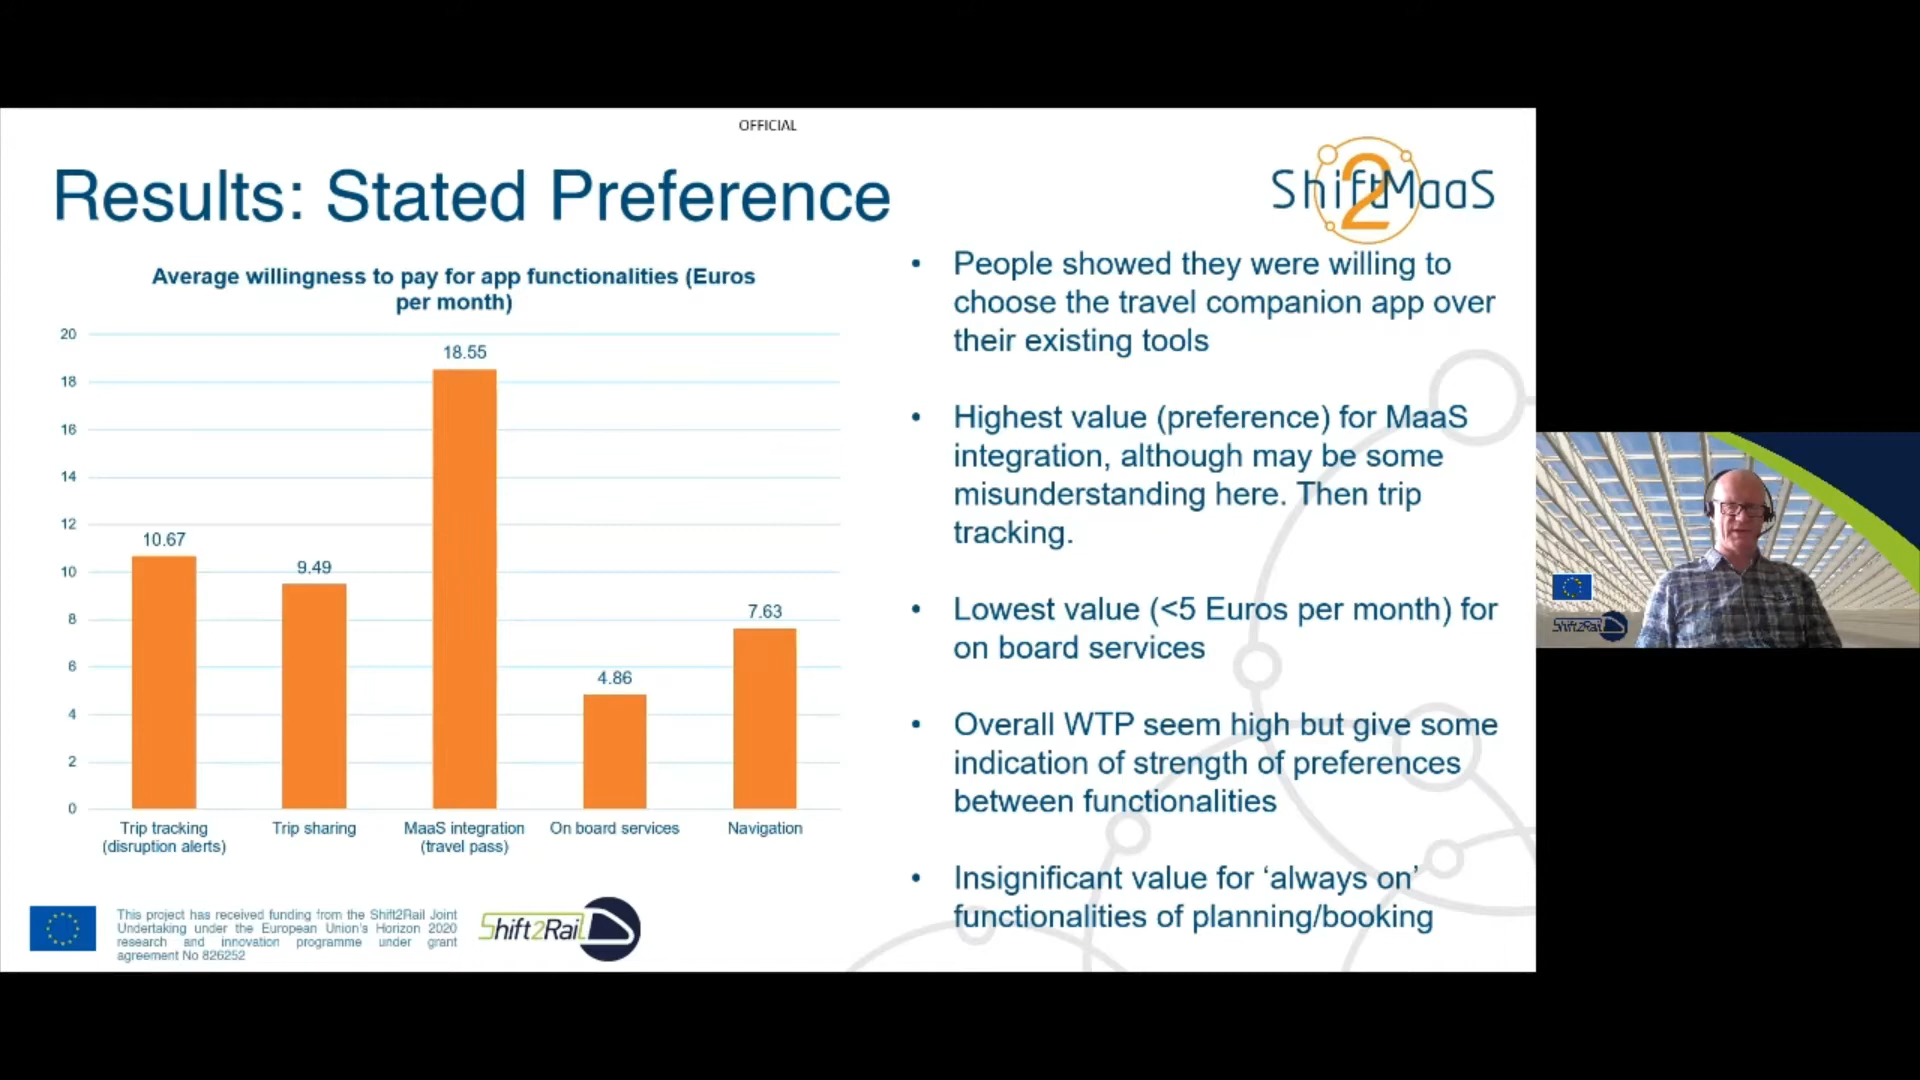 OFFICIAL
Results: Stated Preference
Shift2MaaS
Average willingness to pay for app functionalities (Euros
per month)
20
18
16
14
12
10
8
6
4
2
0
10.67
9.49
18.55
4.86
7.63
Trip tracking
(disruption alerts)
Trip sharing
MaaS integration
(travel pass)
On board services
Navigation
• People showed they were willing to
choose the travel companion app over
their existing tools
• Highest value (preference) for MaaS
integration, although may be some
misunderstanding here. Then trip
tracking.
• Lowest value (<5 Euros per month) for
on board services
• Overall WTP seem high but give some
indication of strength of preferences
between functionalities
• Insignificant value for ‘always on’
functionalities of planning/booking
This project has received funding from the Shift2Rail Joint
Undertaking under the European Union's Horizon 2020
research and innovation programme under grant
agreement No 826252
Shift2Rail
Shift2Rail